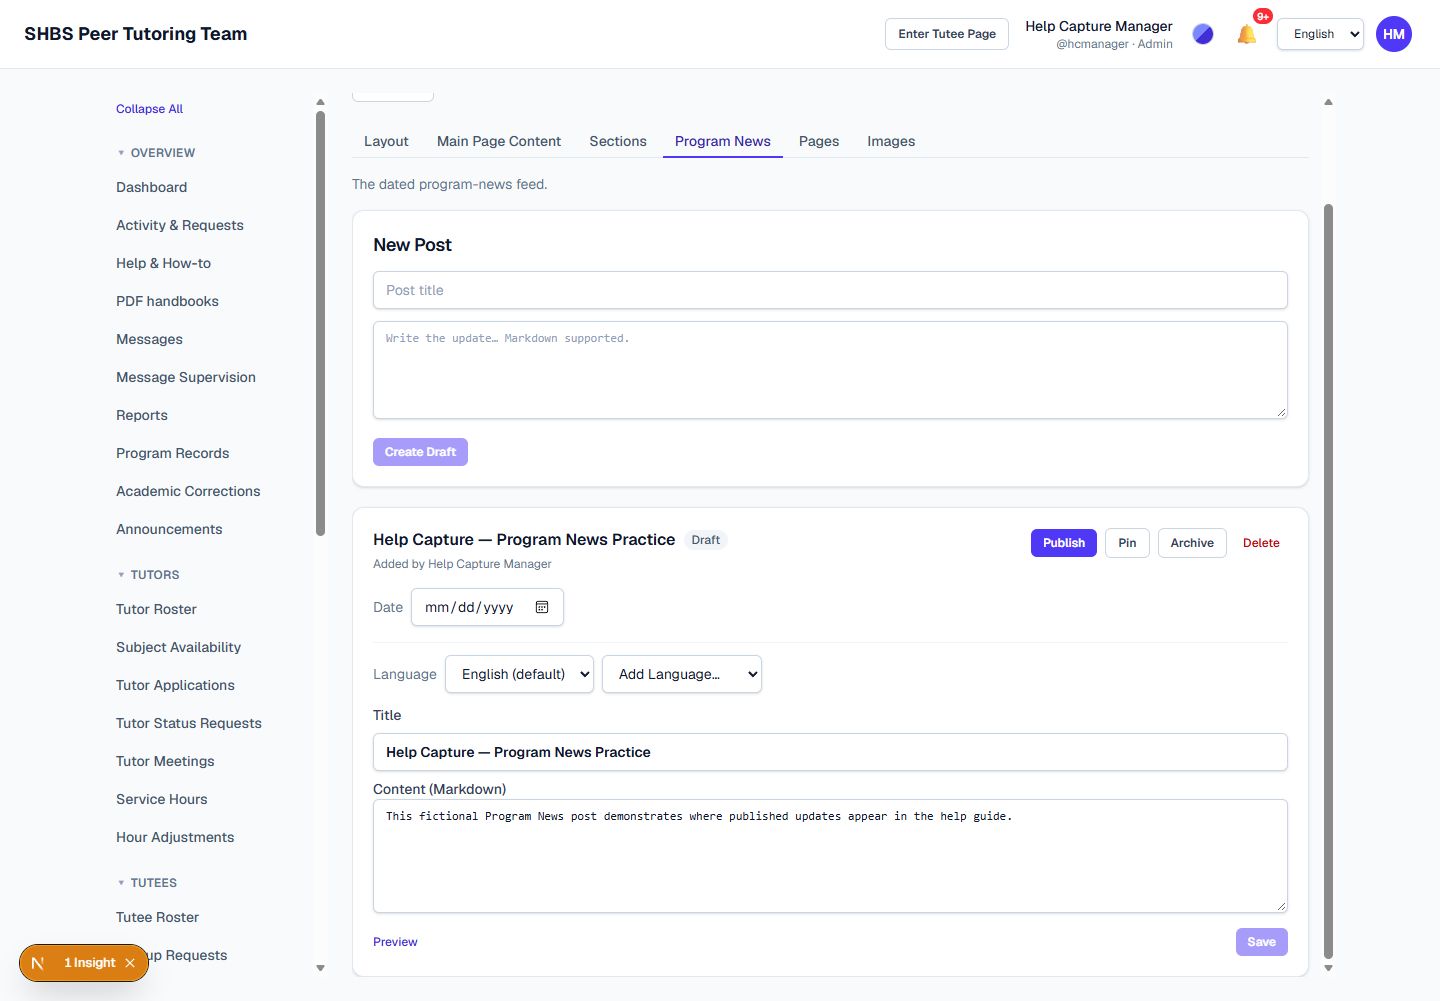 SHBS Peer Tutoring Team
Enter Tutee Page
Help Capture Manager
@hcmanager · Admin
9+
English
HM
Collapse All
OVERVIEW
Dashboard
Activity & Requests
Help & How-to
PDF handbooks
Messages
Message Supervision
Reports
Program Records
Academic Corrections
Announcements
TUTORS
Tutor Roster
Subject Availability
Tutor Applications
Tutor Status Requests
Tutor Meetings
Service Hours
Hour Adjustments
TUTEES
Tutee Roster
up Requests
N 1 Insight
Layout Main Page Content Sections Program News Pages Images
The dated program-news feed.
New Post
Post title
Write the update… Markdown supported.
Create Draft
Help Capture — Program News Practice Draft
Publish Pin Archive Delete
Added by Help Capture Manager
Date mm/dd/yyyy
Language English (default) Add Language…
Title
Help Capture — Program News Practice
Content (Markdown)
This fictional Program News post demonstrates where published updates appear in the help guide.
Preview
Save